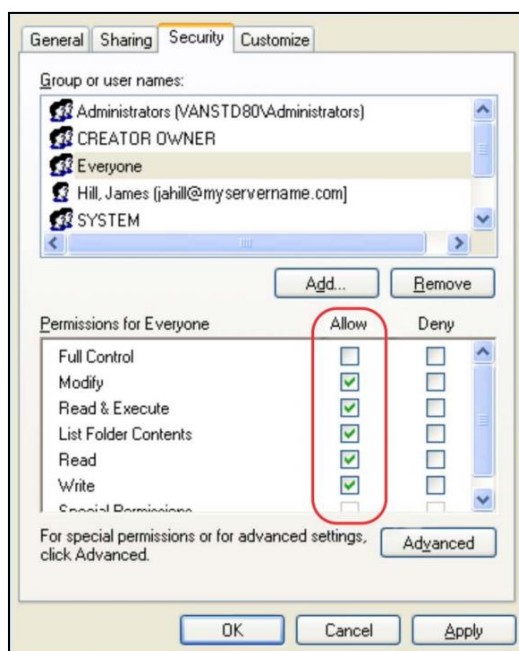 General Sharing Security Customize
Group or user names:
Administrators (VANSTD80\Administrators)
CREATOR OWNER
Everyone
Hill, James (jahill@myservername.com]
SYSTEM
Add... Remove
Permissions for Everyone Allow Deny
Full Control
Modify
Read & Execute
List Folder Contents
Read
Write
Special Permissions
For special permissions or for advanced settings,
click Advanced.
Advanced
OK Cancel Apply